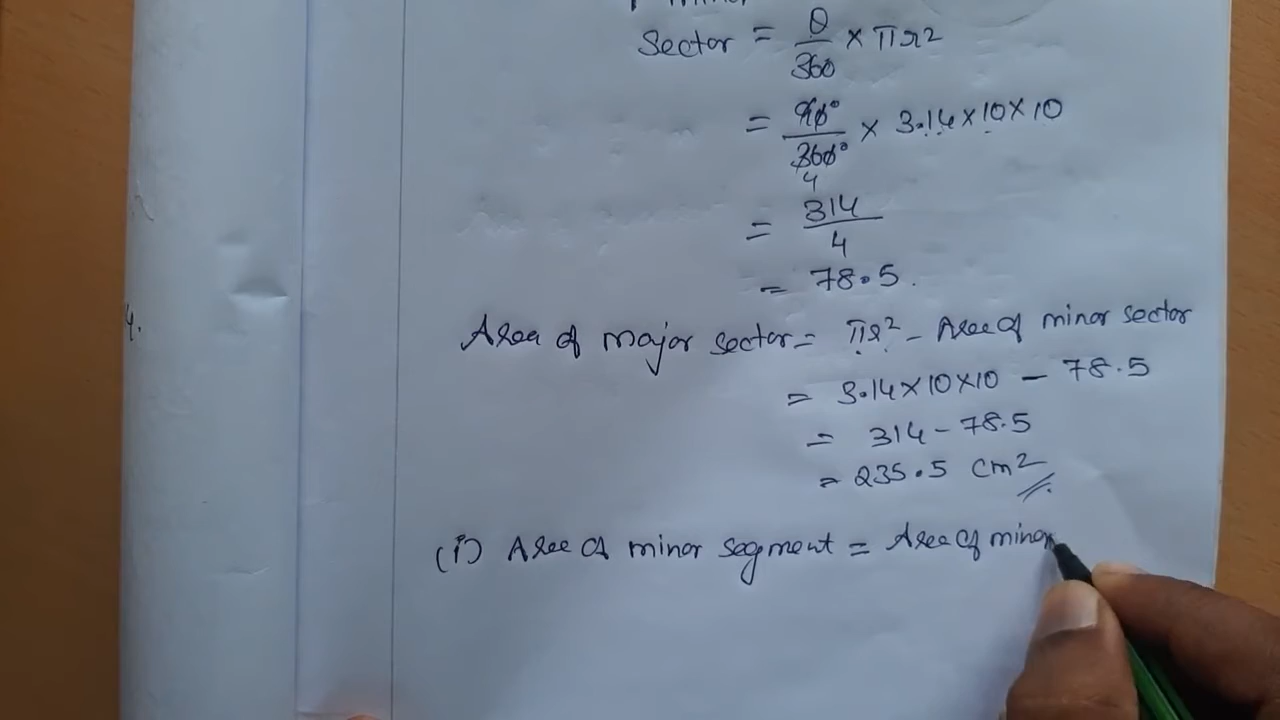 Sector = θ/360 × πr²
= 90°/360° × 3.14×10×10
4
= 314/4
= 78.5.
4.
Area of major sector = πr² - Area of minor sector
= 3.14×10×10 - 78.5
= 314 - 78.5
= 235.5 cm²
(i) Area of minor segment = Area of minor